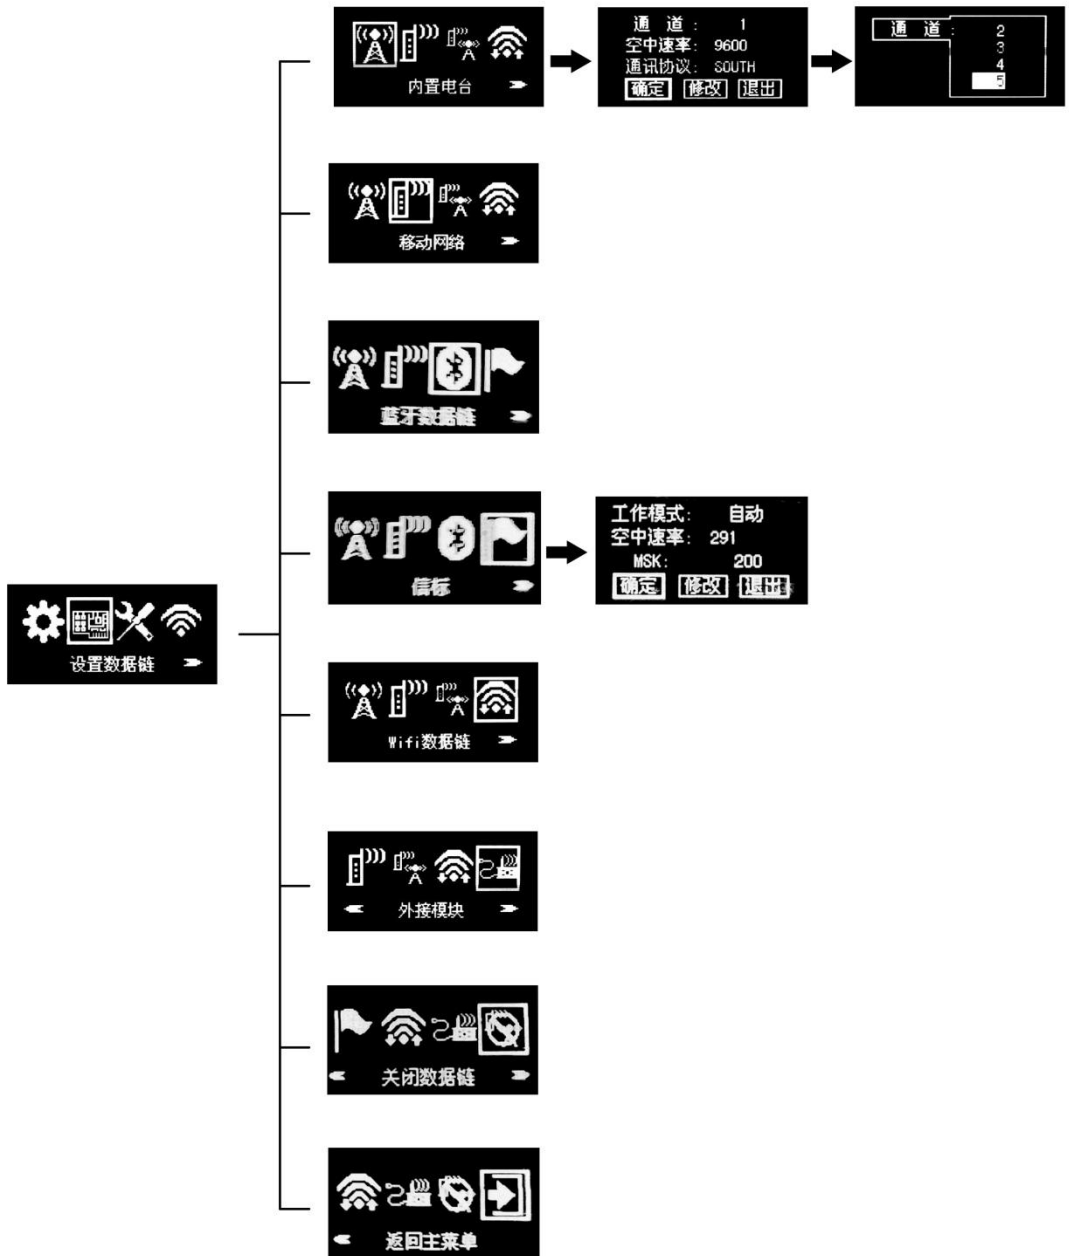 内置电台
通 道: 1
空中速率: 9600
通讯协议: SOUTH
确定 修改 退出
通 道:
2
3
4
5
移动网络
蓝牙数据链
信标
工作模式: 自动
空中速率: 291
MSK: 200
确定 修改 退出
设置数据链
Wifi数据链
外接模块
关闭数据链
返回主菜单